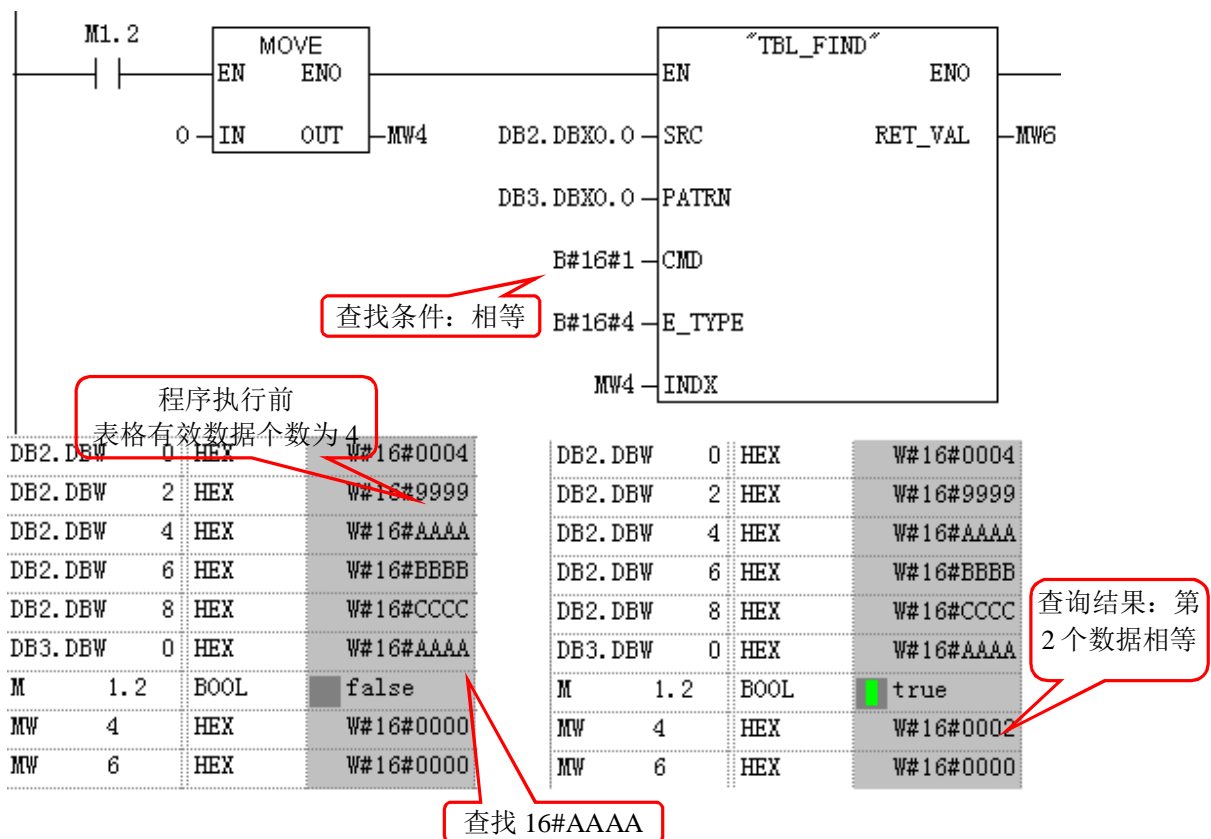 M1.2
MOVE
EN ENO
0 IN OUT MW4
"TBL_FIND"
EN ENO
DB2.DBX0.0 SRC RET_VAL MW6
DB3.DBX0.0 PATRN
B#16#1 CMD
查找条件：相等
B#16#4 E_TYPE
MW4 INDX
程序执行前
表格有效数据个数为 4
DB2.DBW 0 HEX W#16#0004
DB2.DBW 2 HEX W#16#9999
DB2.DBW 4 HEX W#16#AAAA
DB2.DBW 6 HEX W#16#BBBB
DB2.DBW 8 HEX W#16#CCCC
DB3.DBW 0 HEX W#16#AAAA
M 1.2 BOOL false
MW 4 HEX W#16#0000
MW 6 HEX W#16#0000
查找 16#AAAA
DB2.DBW 0 HEX W#16#0004
DB2.DBW 2 HEX W#16#9999
DB2.DBW 4 HEX W#16#AAAA
DB2.DBW 6 HEX W#16#BBBB
DB2.DBW 8 HEX W#16#CCCC
DB3.DBW 0 HEX W#16#AAAA
M 1.2 BOOL true
MW 4 HEX W#16#0002
MW 6 HEX W#16#0000
查询结果：第
2 个数据相等